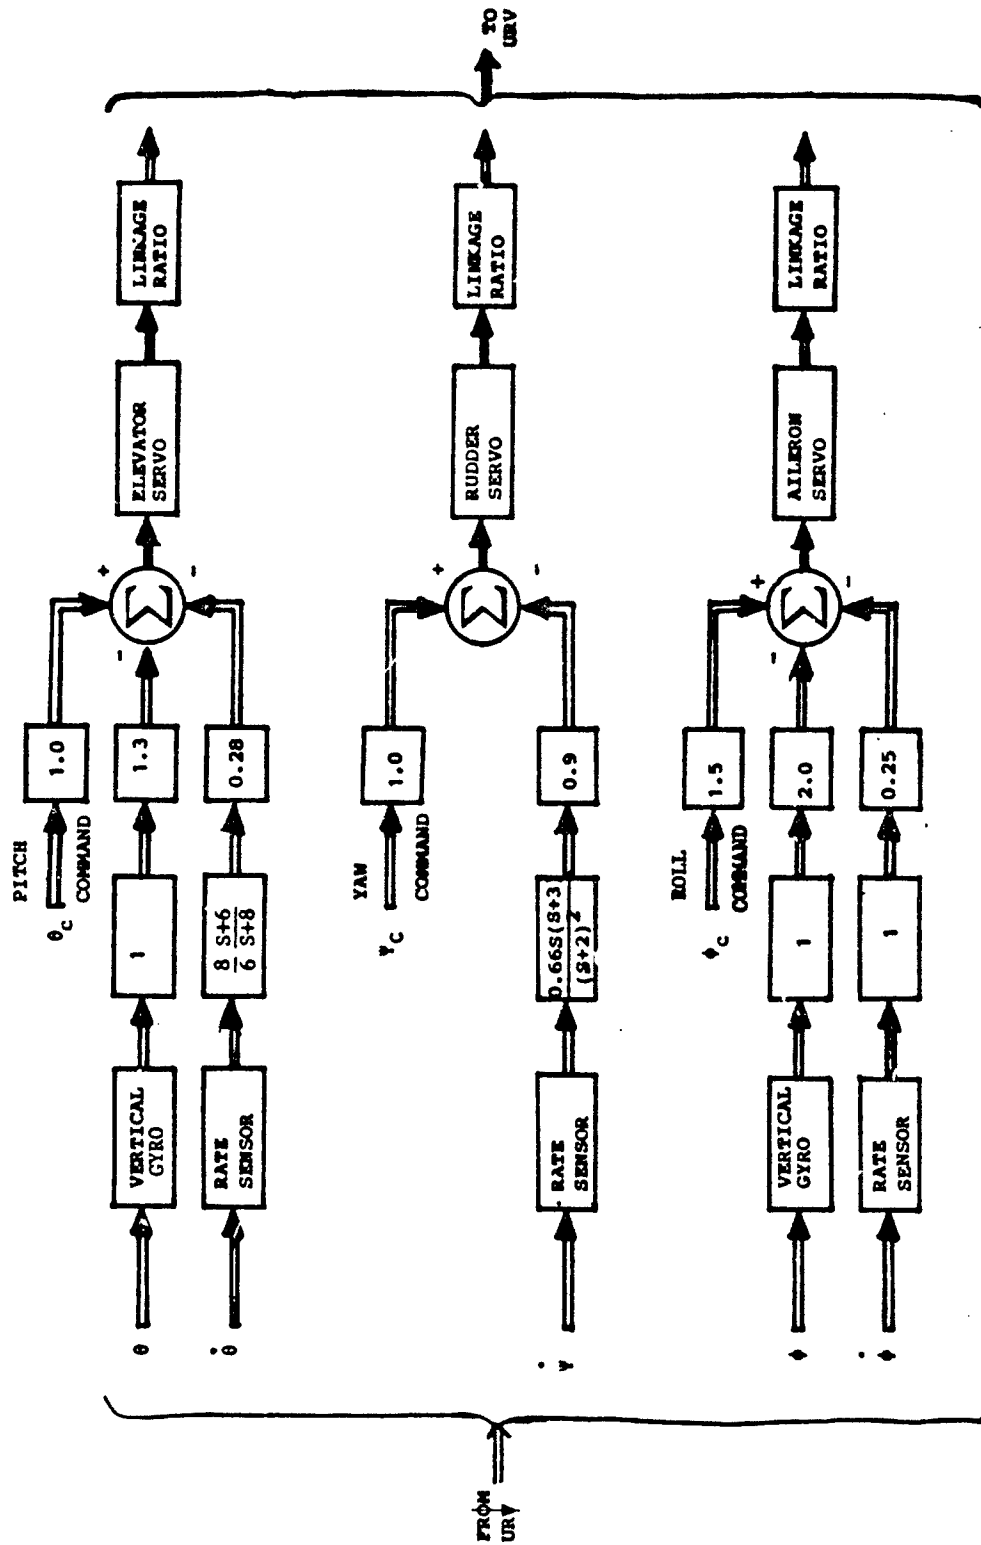 FROM
URV
θ
VERTICAL
GYRO
1
1.3
PITCH
COMMAND
θC
1.0
+
-
-
Σ
ELEVATOR
SERVO
LINKAGE
RATIO
θ̇
RATE
SENSOR
8 S+6
6 S+8
0.28
YAW
COMMAND
ΨC
1.0
+
-
Σ
RUDDER
SERVO
LINKAGE
RATIO
Ψ̇
RATE
SENSOR
0.66S(S+3
(S+2)²
0.9
ROLL
COMMAND
ϕC
1.5
+
-
-
Σ
AILERON
SERVO
LINKAGE
RATIO
ϕ
VERTICAL
GYRO
1
2.0
ϕ̇
RATE
SENSOR
1
0.25
TO
URV